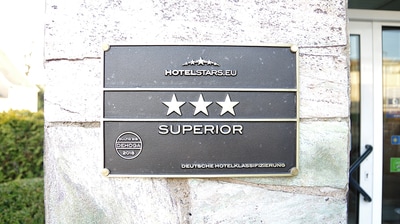 HOTELSTARS.EU
SUPERIOR
DEHOGA
DEUTSCHE HOTELKLASSIFIZIERUNG